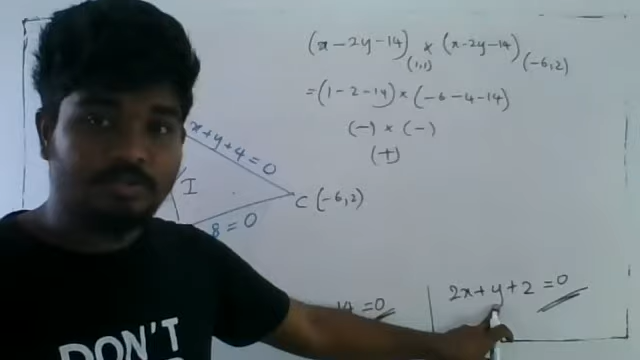 (x-2y-14) × (x-2y-14)
(1,1) (-6,2)
=(1-2-14)×(-6-4-14)
(-) × (-)
(+)
x+y+4=0
I
C (-6,2)
8=0
14=0
2x+y+2=0
DON'T